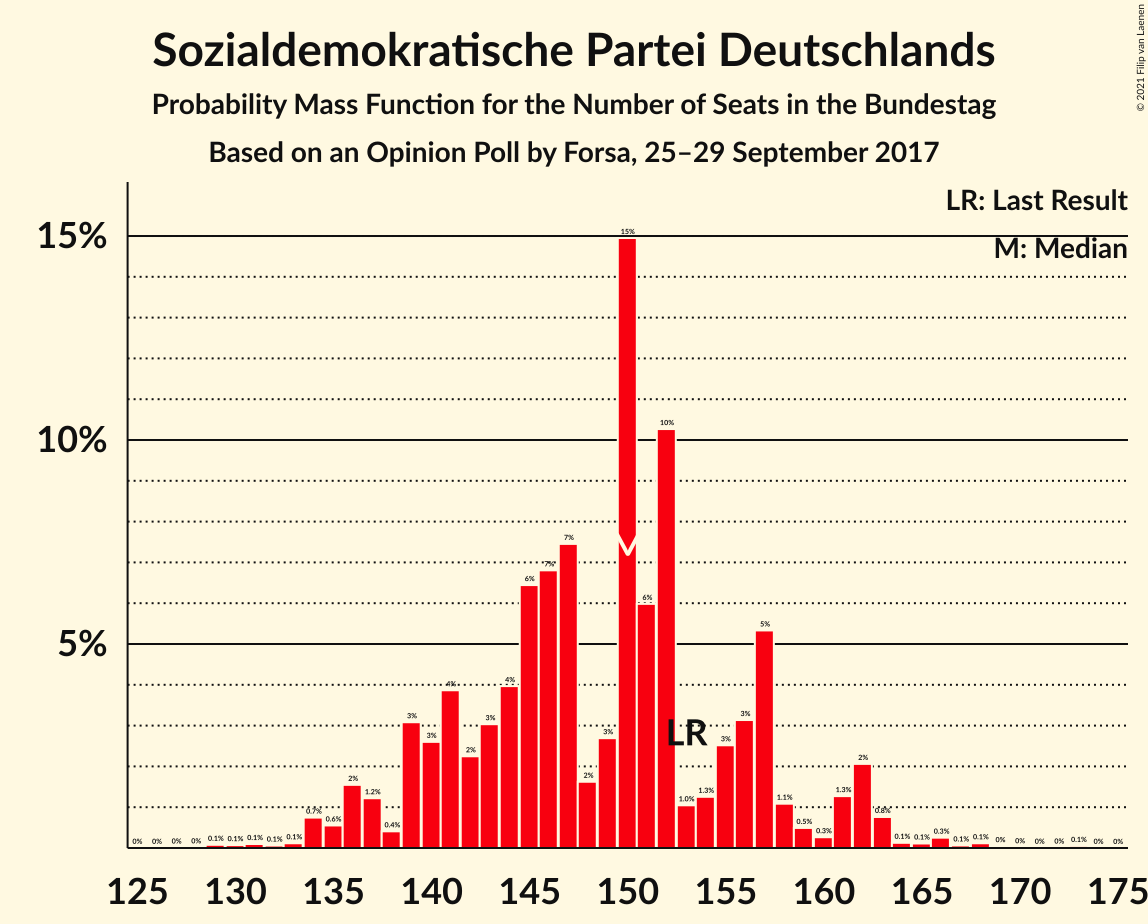 Sozialdemokratische Partei Deutschlands
Probability Mass Function for the Number of Seats in the Bundestag
Based on an Opinion Poll by Forsa, 25–29 September 2017
© 2021 Filip van Laenen
LR: Last Result
M: Median
15%
10%
5%
0% 0% 0% 0% 0.1% 0.1% 0.1% 0.1% 0.1% 0.7% 0.6% 2% 1.2% 0.4% 3% 3% 4% 2% 3% 4% 6% 7% 7% 2% 3% 15% 6% 10% 1.0% 1.3% 3% 3% 5% 1.1% 0.5% 0.3% 1.3% 2% 0.8% 0.1% 0.1% 0.3% 0.1% 0.1% 0% 0% 0% 0% 0.1% 0% 0%
LR
125 130 135 140 145 150 155 160 165 170 175